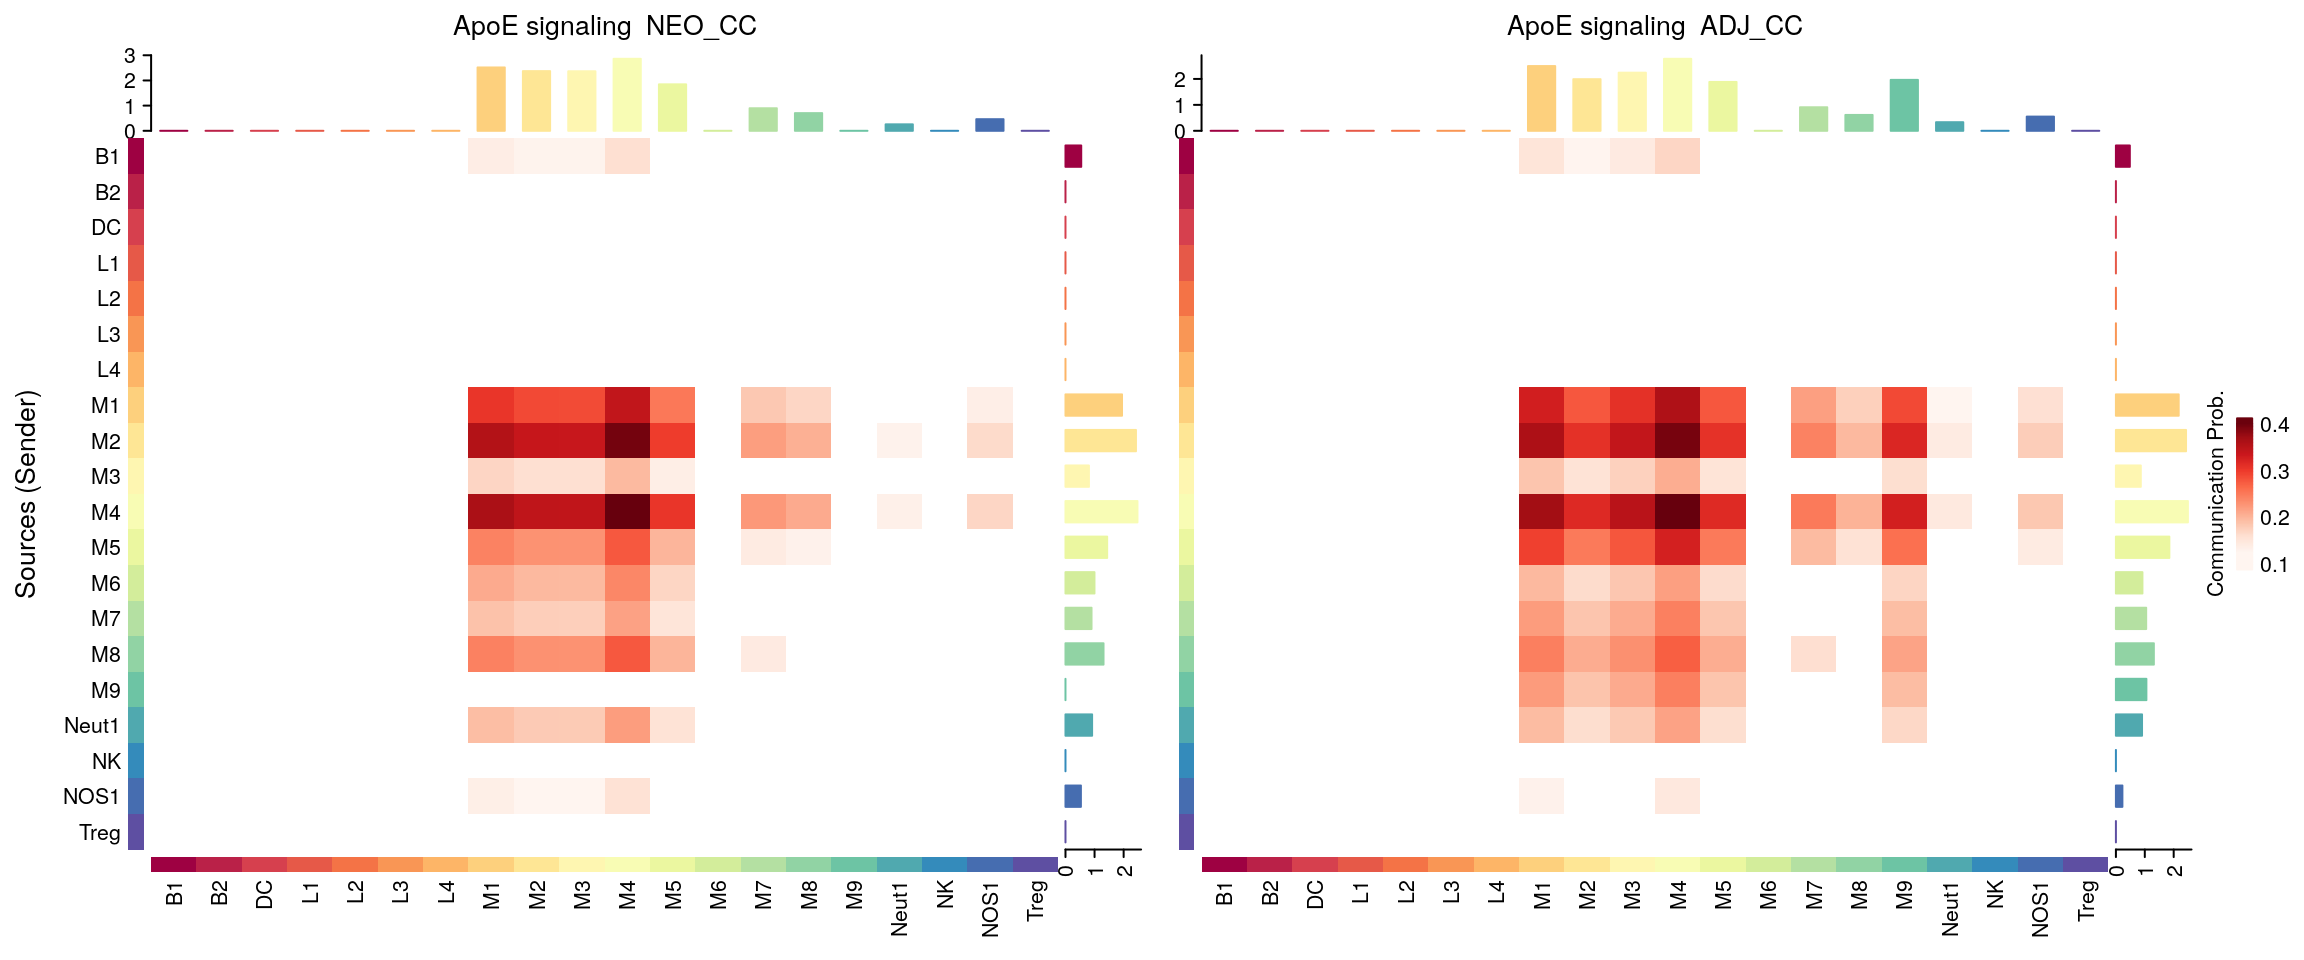 ApoE signaling  NEO_CC
3
2
1
0
B1
B2
DC
L1
L2
L3
L4
M1
M2
M3
M4
M5
M6
M7
M8
M9
Neut1
NK
NOS1
Treg
Sources (Sender)
0 1 2
B1 B2 DC L1 L2 L3 L4 M1 M2 M3 M4 M5 M6 M7 M8 M9 Neut1 NK NOS1 Treg
ApoE signaling  ADJ_CC
2
1
0
0 1 2
B1 B2 DC L1 L2 L3 L4 M1 M2 M3 M4 M5 M6 M7 M8 M9 Neut1 NK NOS1 Treg
Communication Prob.
0.4
0.3
0.2
0.1